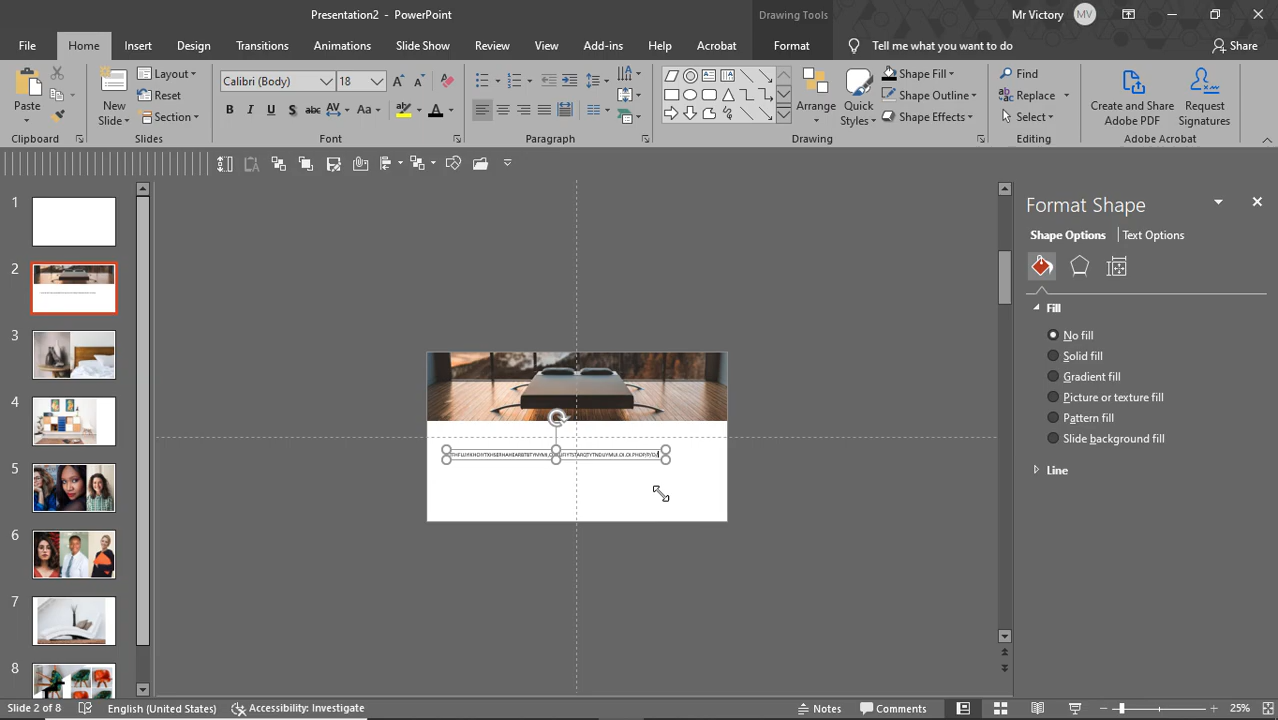 Presentation2 - PowerPoint
Drawing Tools
Mr Victory
MV
File
Home
Insert
Design
Transitions
Animations
Slide Show
Review
View
Add-ins
Help
Acrobat
Format
Tell me what you want to do
Share
Paste
Clipboard
New
Slide
Layout
Reset
Section
Slides
Calibri (Body)
18
B
I
U
S
abc
AV
Aa
A
Font
Paragraph
Arrange
Quick
Styles
Shape Fill
Shape Outline
Shape Effects
Drawing
Find
Replace
Select
Editing
Create and Share
Adobe PDF
Request
Signatures
Adobe Acrobat
1
2
3
4
5
6
7
8
Format Shape
Shape Options
Text Options
Fill
No fill
Solid fill
Gradient fill
Picture or texture fill
Pattern fill
Slide background fill
Line
Slide 2 of 8
English (United States)
Accessibility: Investigate
Notes
Comments
25%